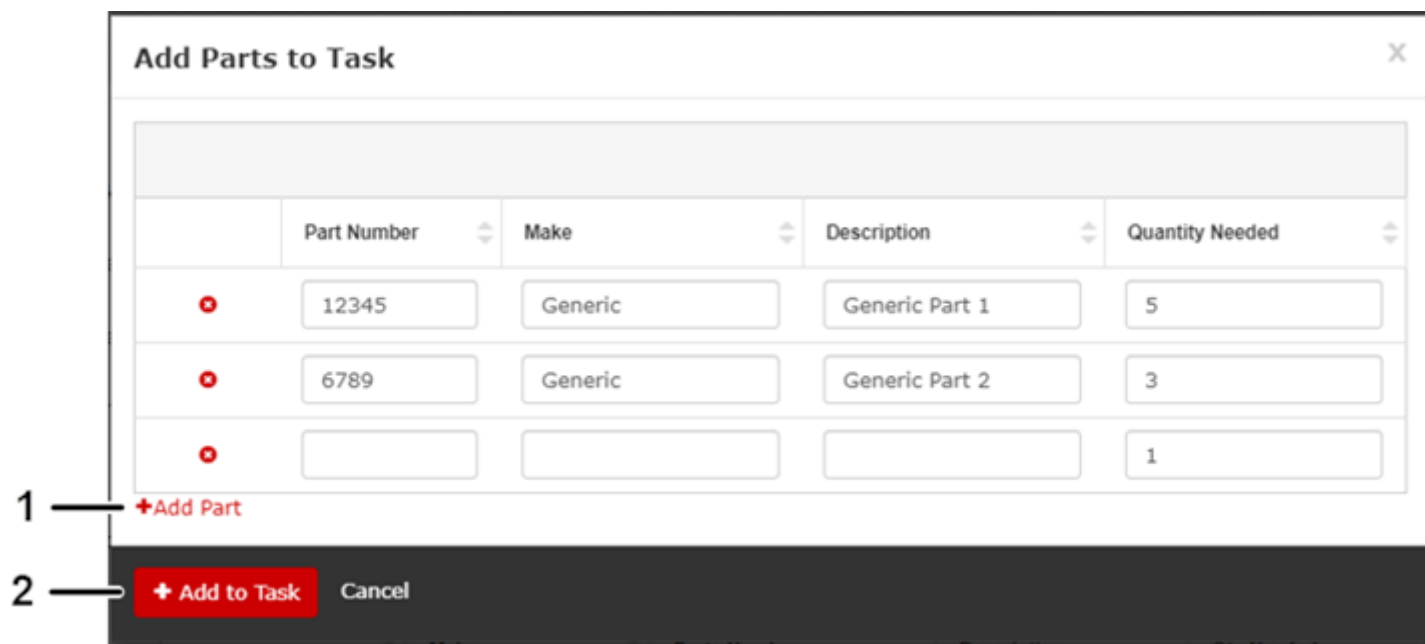 Add Parts to Task X
Part Number Make Description Quantity Needed
12345 Generic Generic Part 1 5
6789 Generic Generic Part 2 3
1
1 +Add Part
2 + Add to Task Cancel